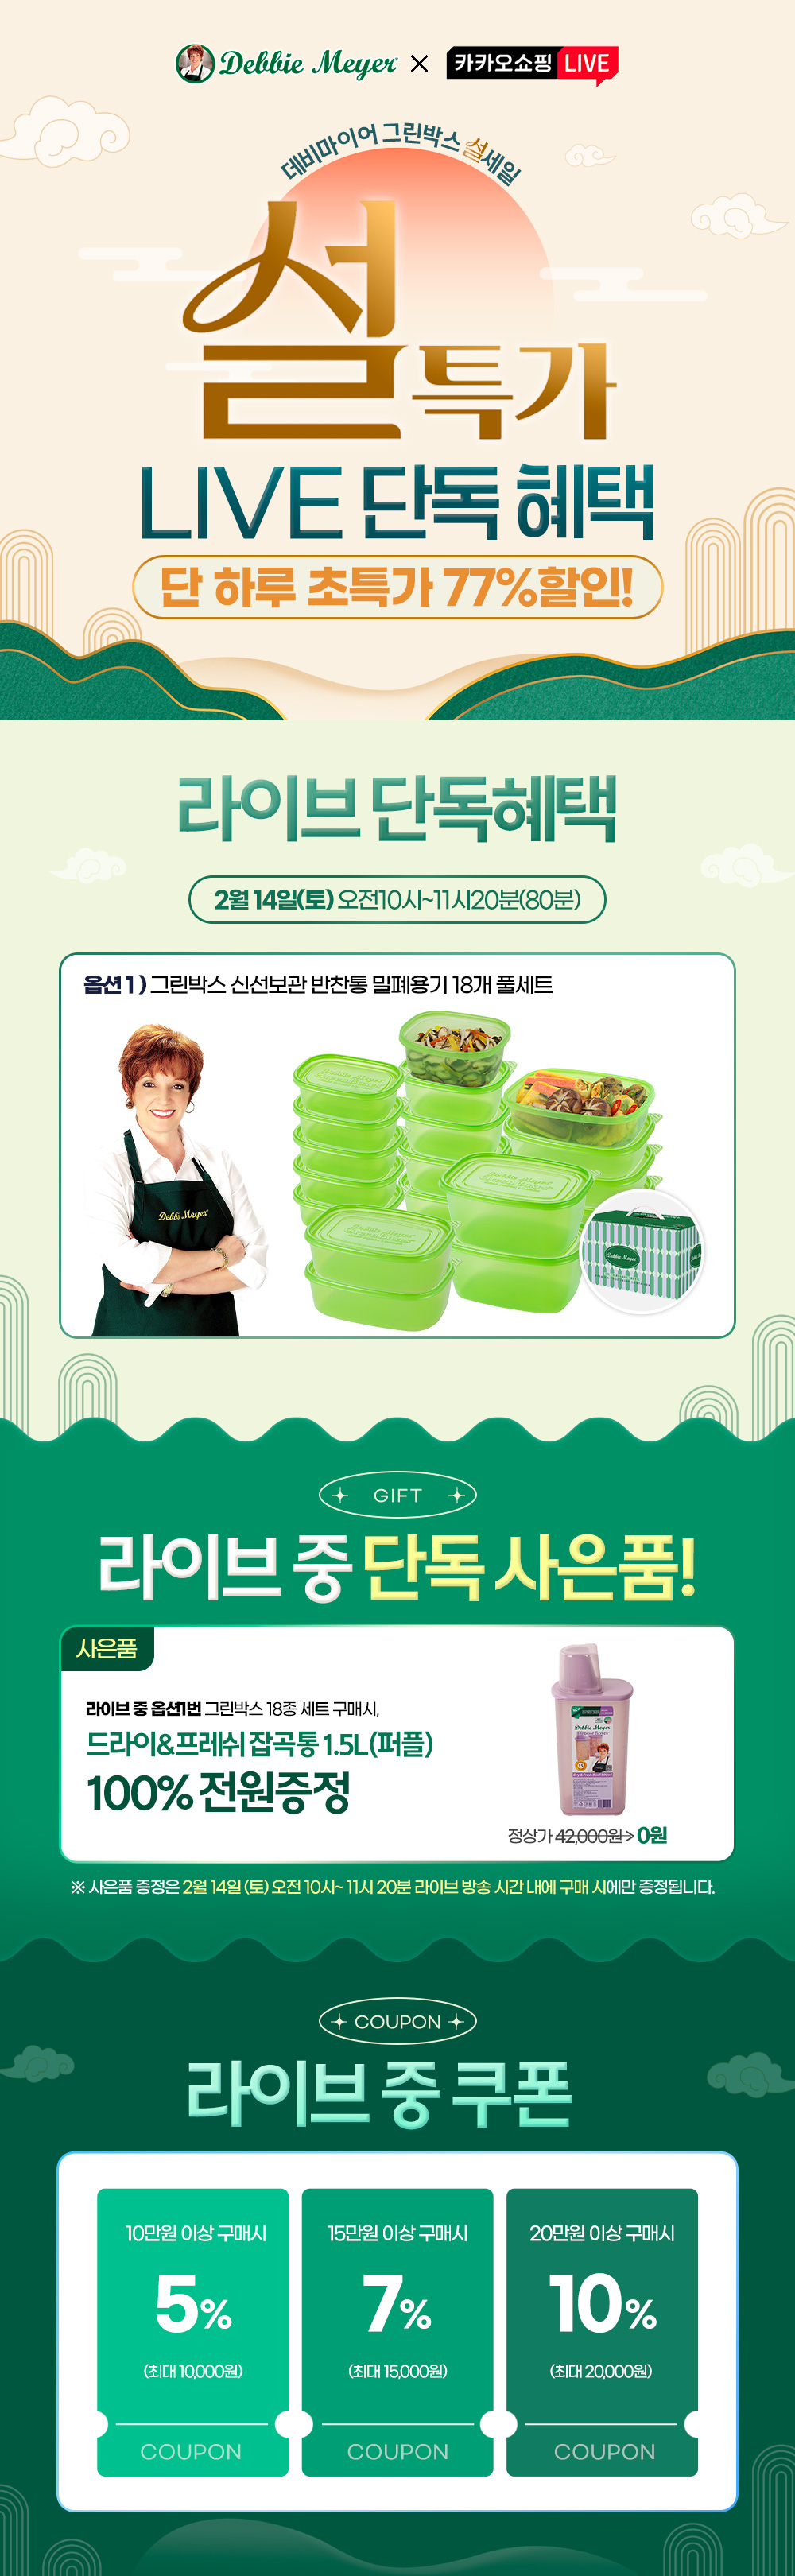 Debbie Meyer × 카카오쇼핑 LIVE
데비마이어 그린박스 설세일
설특가
LIVE 단독 혜택
단 하루 초특가 77%할인!
라이브 단독혜택
2월 14일(토) 오전10시~11시20분(80분)
옵션 1 ) 그린박스 신선보관 반찬통 밀폐용기 18개 풀세트
Debbie Meyer
Debbie Meyer
GIFT
라이브 중 단독 사은품!
사은품
라이브 중 옵션1번 그린박스 18종 세트 구매시,
드라이&프레쉬 잡곡통 1.5L(퍼플)
100% 전원증정
Debbie Meyer
정상가 42,000원 > 0원
※ 사은품 증정은 2월 14일 (토) 오전 10시~ 11시 20분 라이브 방송 시간 내에 구매 시에만 증정됩니다.
COUPON
라이브 중 쿠폰
10만원 이상 구매시
5%
(최대 10,000원)
COUPON
15만원 이상 구매시
7%
(최대 15,000원)
COUPON
20만원 이상 구매시
10%
(최대 20,000원)
COUPON